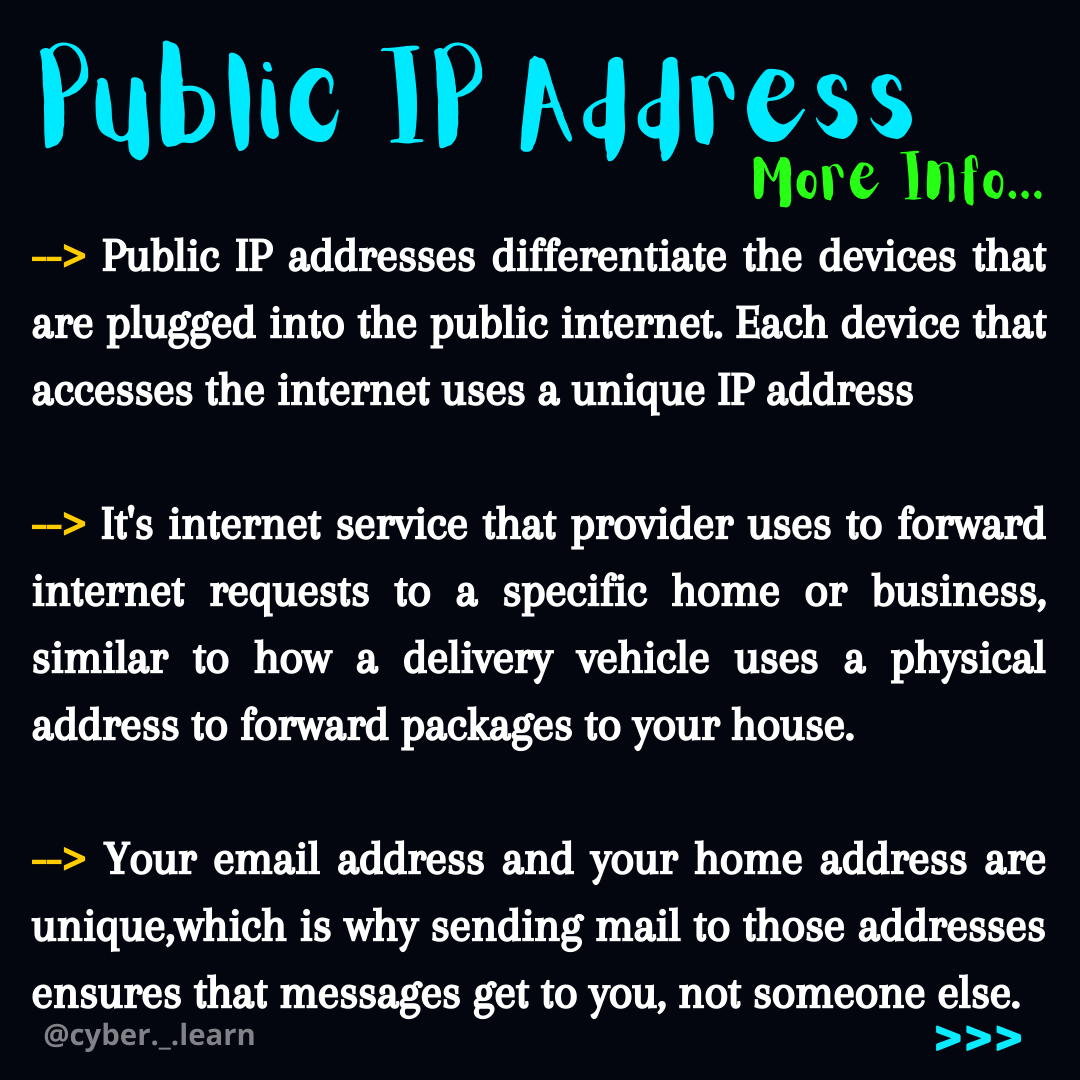 Public IP Address
More Info...
--> Public IP addresses differentiate the devices that
are plugged into the public internet. Each device that
accesses the internet uses a unique IP address
--> It's internet service that provider uses to forward
internet requests to a specific home or business,
similar to how a delivery vehicle uses a physical
address to forward packages to your house.
--> Your email address and your home address are
unique,which is why sending mail to those addresses
ensures that messages get to you, not someone else.
@cyber._.learn
>>>